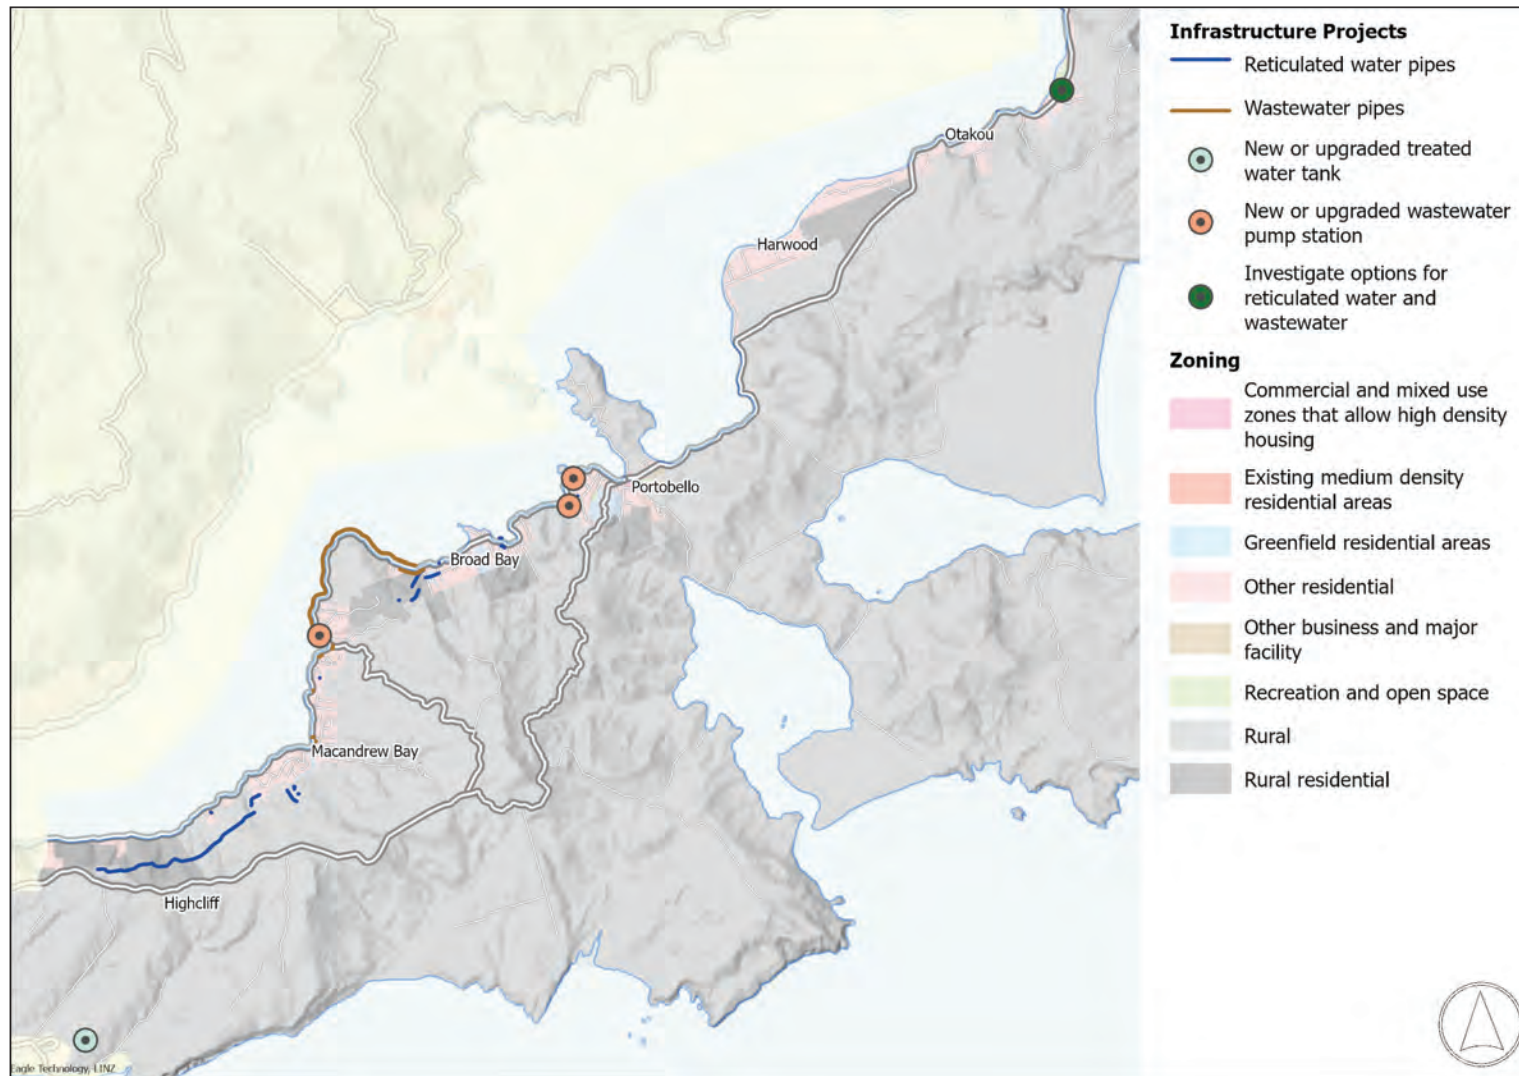 Infrastructure Projects
Reticulated water pipes
Wastewater pipes
New or upgraded treated
water tank
New or upgraded wastewater
pump station
Investigate options for
reticulated water and
wastewater
Zoning
Commercial and mixed use
zones that allow high density
housing
Existing medium density
residential areas
Greenfield residential areas
Other residential
Other business and major
facility
Recreation and open space
Rural
Rural residential
Otakou
Harwood
Portobello
Broad Bay
Macandrew Bay
Highcliff
Eagle Technology, LINZ